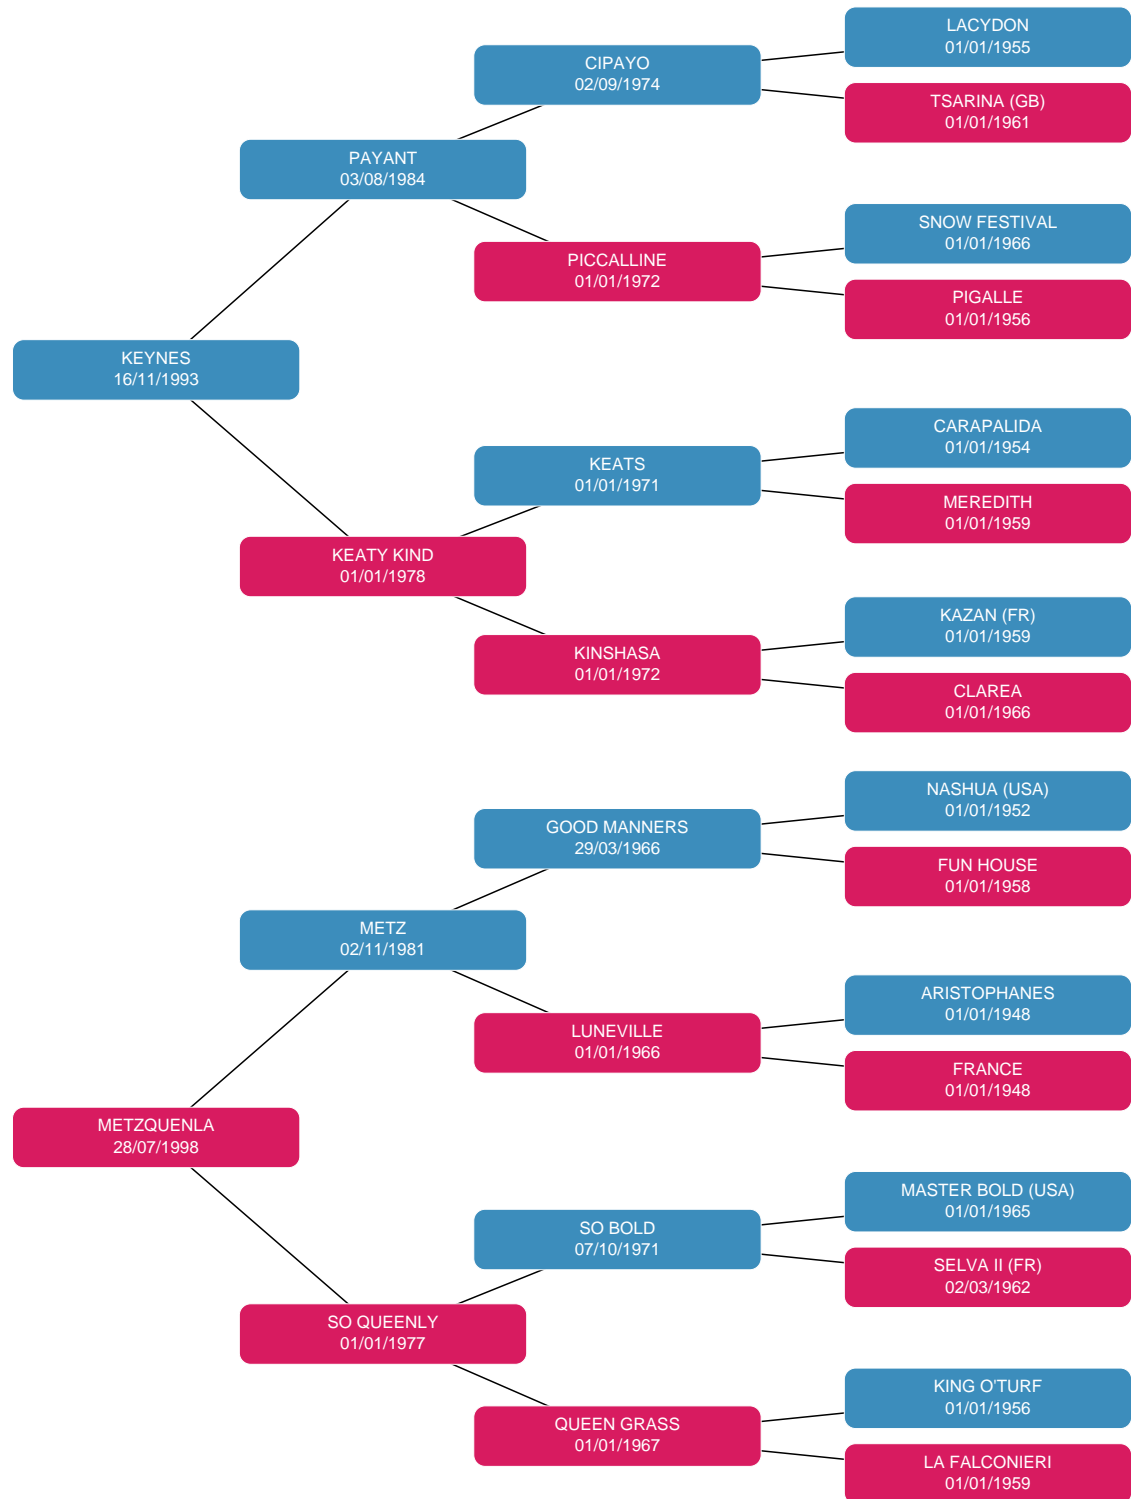 LACYDON
01/01/1955
CIPAYO
02/09/1974
TSARINA (GB)
01/01/1961
PAYANT
03/08/1984
SNOW FESTIVAL
01/01/1966
PICCALLINE
01/01/1972
PIGALLE
01/01/1956
KEYNES
16/11/1993
CARAPALIDA
01/01/1954
KEATS
01/01/1971
MEREDITH
01/01/1959
KEATY KIND
01/01/1978
KAZAN (FR)
01/01/1959
KINSHASA
01/01/1972
CLAREA
01/01/1966
NASHUA (USA)
01/01/1952
GOOD MANNERS
29/03/1966
FUN HOUSE
01/01/1958
METZ
02/11/1981
ARISTOPHANES
01/01/1948
LUNEVILLE
01/01/1966
FRANCE
01/01/1948
METZQUENLA
28/07/1998
MASTER BOLD (USA)
01/01/1965
SO BOLD
07/10/1971
SELVA II (FR)
02/03/1962
SO QUEENLY
01/01/1977
KING O'TURF
01/01/1956
QUEEN GRASS
01/01/1967
LA FALCONIERI
01/01/1959